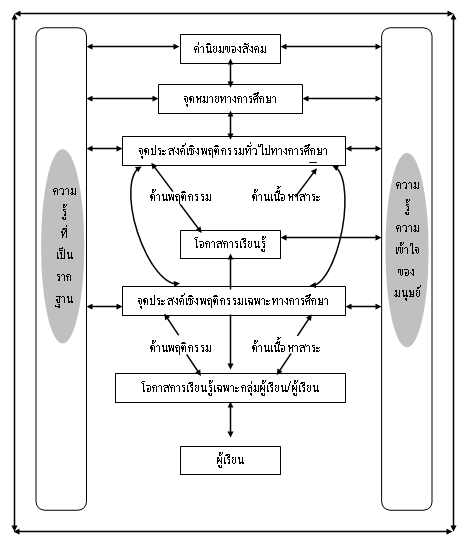 ค่านิยมของสังคม
จุดหมายทางการศึกษา
จุดประสงค์เชิงพฤติกรรมทั่วไปทางการศึกษา
ด้านพฤติกรรม
ด้านเนื้อหาสาระ
โอกาสการเรียนรู้
จุดประสงค์เชิงพฤติกรรมเฉพาะทางการศึกษา
ด้านพฤติกรรม
ด้านเนื้อหาสาระ
โอกาสการเรียนรู้เฉพาะกลุ่มผู้เรียน/ผู้เรียน
ผู้เรียน
ความ
รู้
ที่
เป็น
ราก
ฐาน
ความ
รู้
ความ
เข้าใจ
ของ
มนุษย์